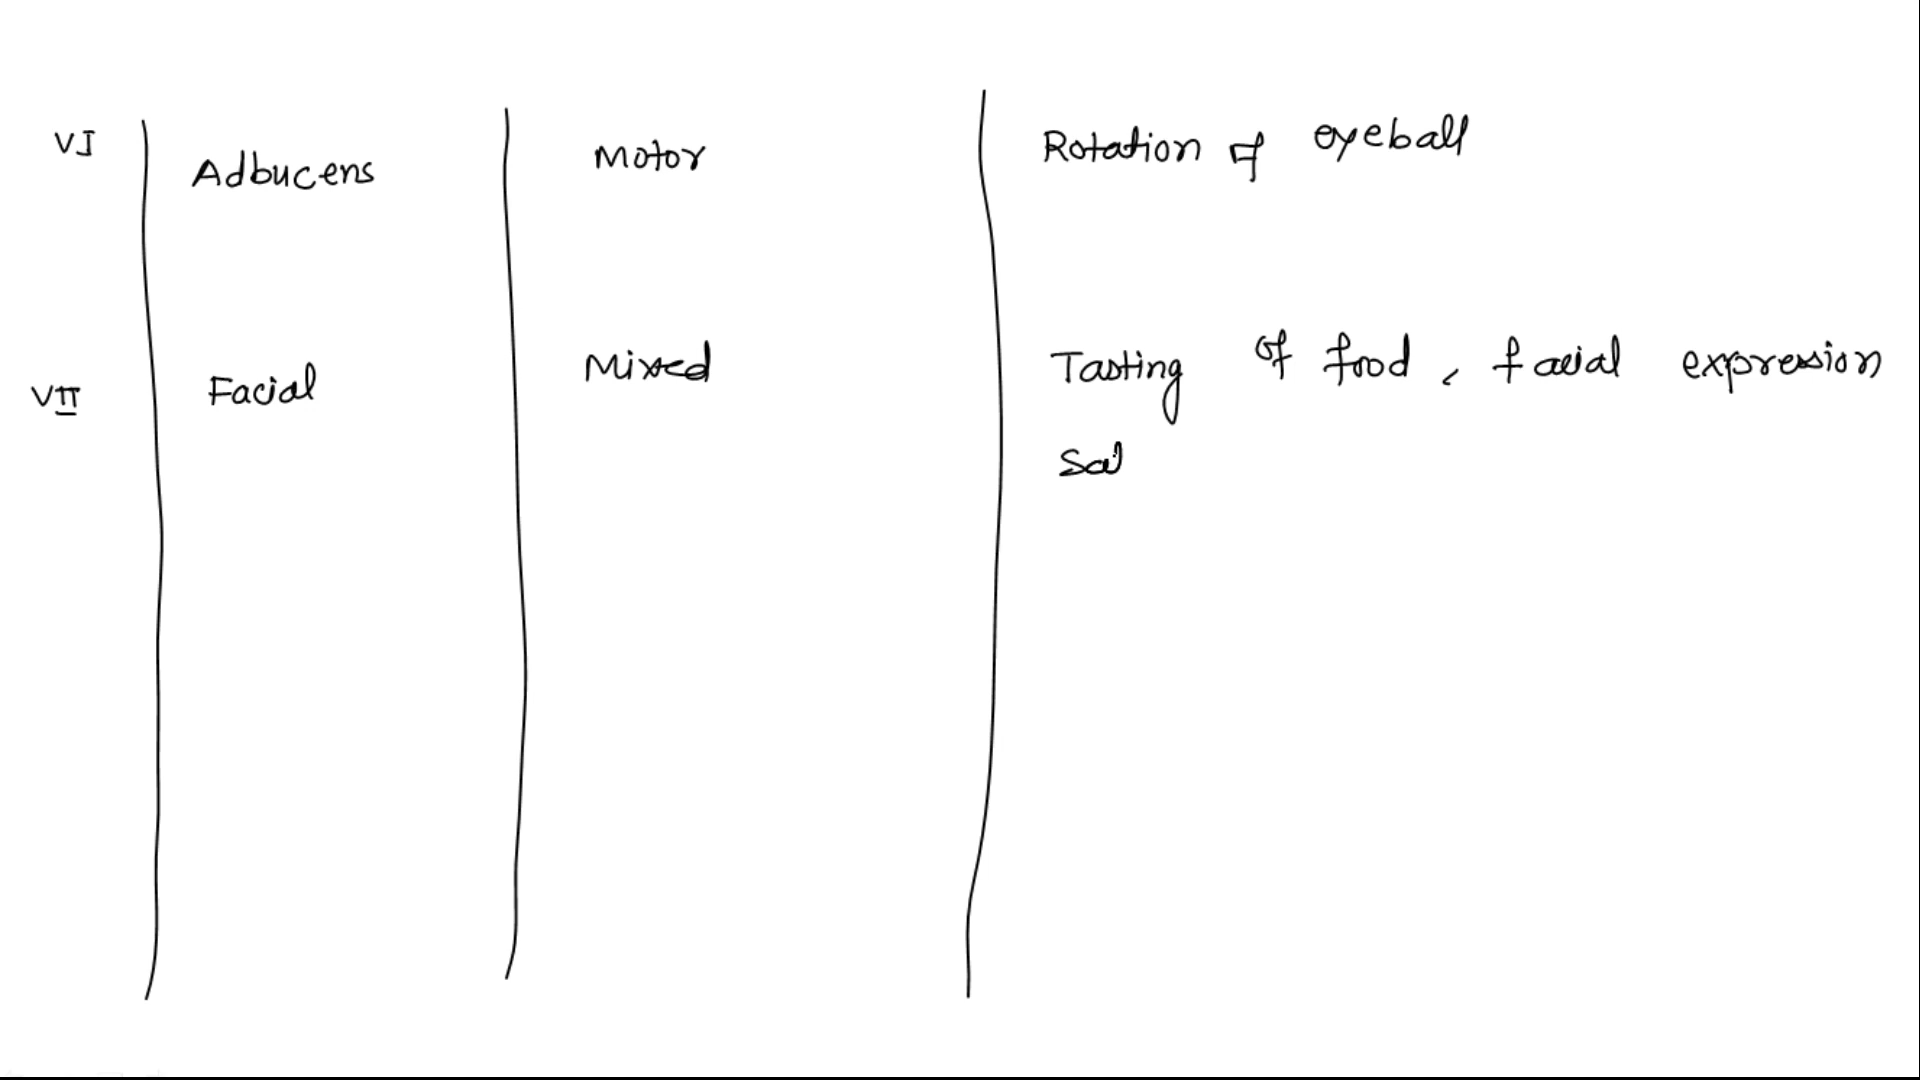 VI Adbucens Motor Rotation of eyeball
VII Facial Mixed Tasting of food, facial expression
Sal